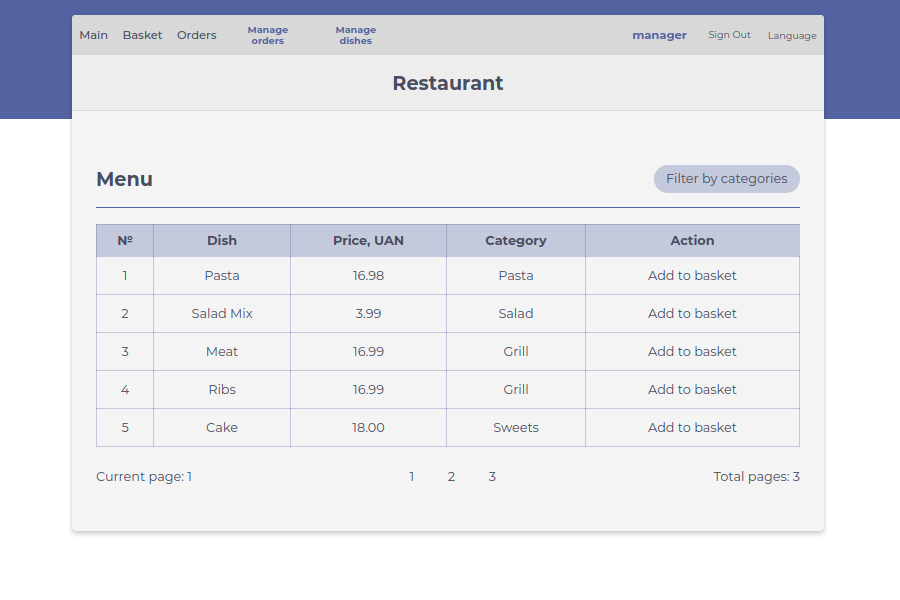 Main Basket Orders Manage orders Manage dishes manager Sign Out Language
Restaurant
Menu Filter by categories
Nº Dish Price, UAN Category Action
1 Pasta 16.98 Pasta Add to basket
2 Salad Mix 3.99 Salad Add to basket
3 Meat 16.99 Grill Add to basket
4 Ribs 16.99 Grill Add to basket
5 Cake 18.00 Sweets Add to basket
Current page: 1 1 2 3 Total pages: 3